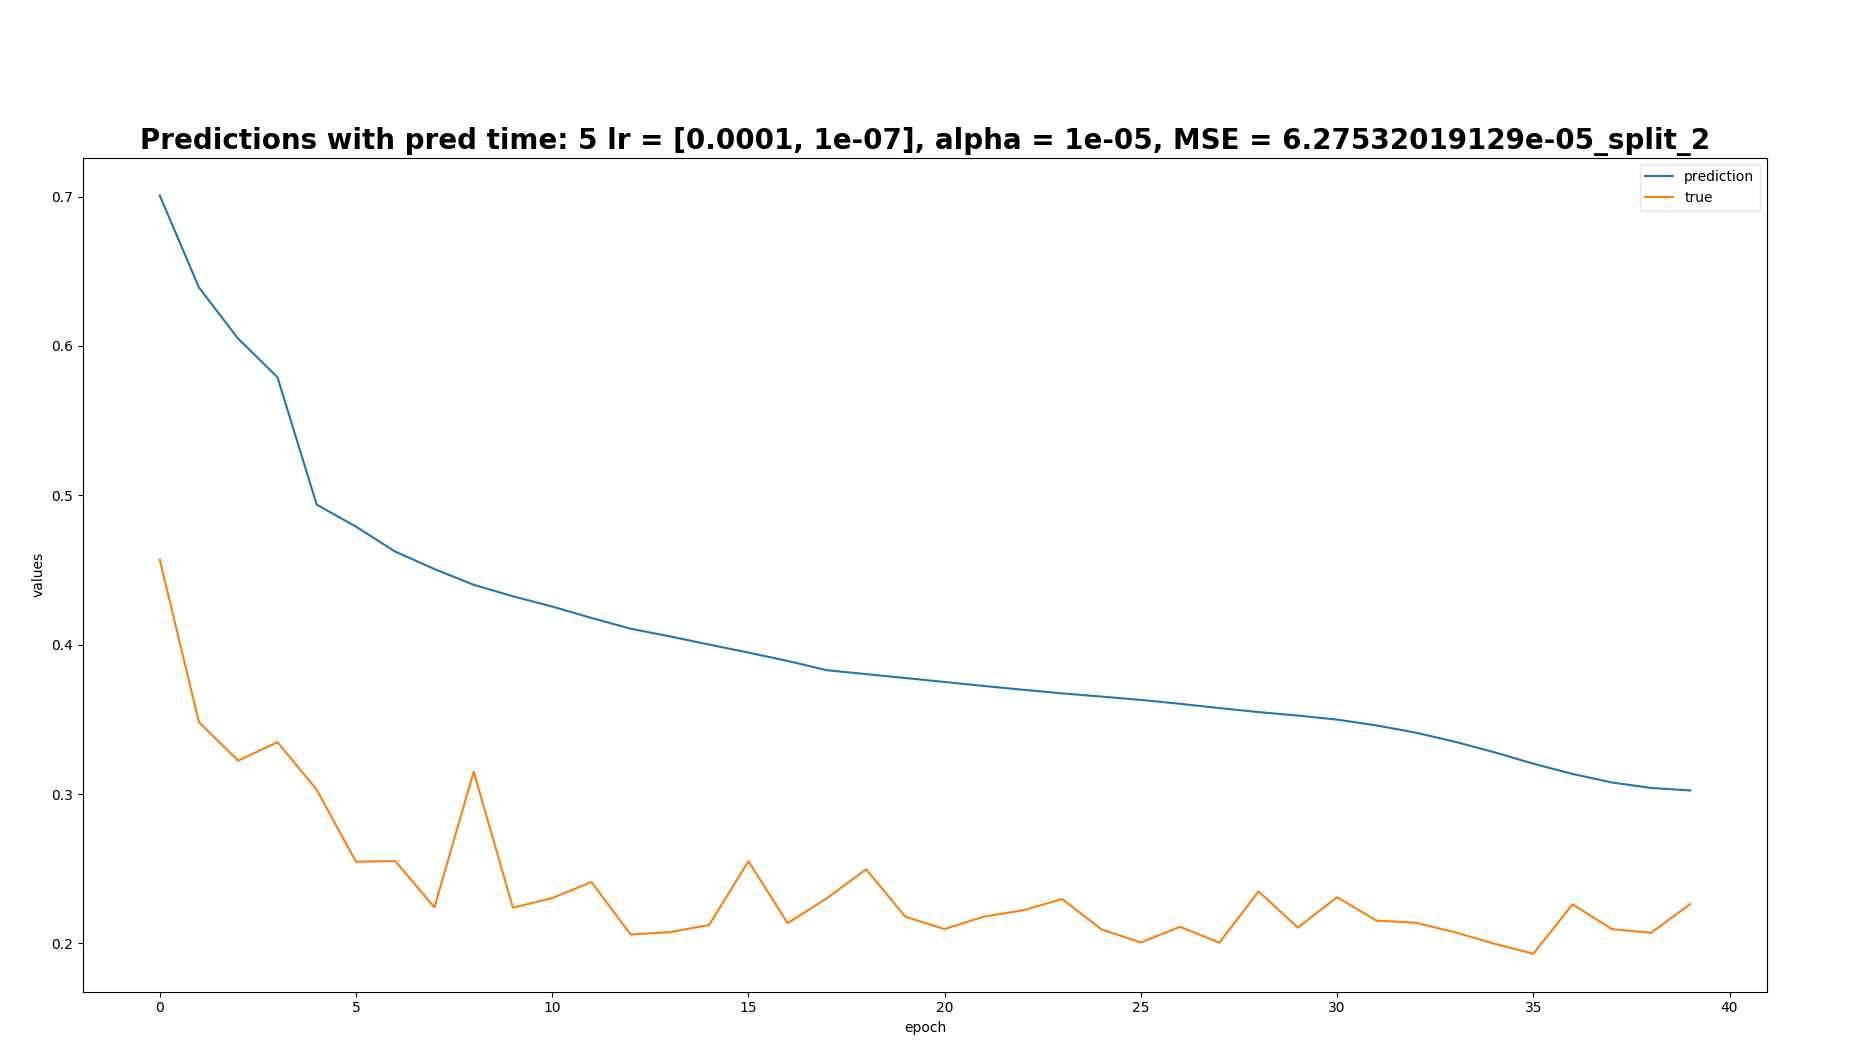 Predictions with pred time: 5 lr = [0.0001, 1e-07], alpha = 1e-05, MSE = 6.27532019129e-05_split_2
prediction
true
0.7
0.6
0.5
0.4
0.3
0.2
values
0 5 10 15 20 25 30 35 40
epoch